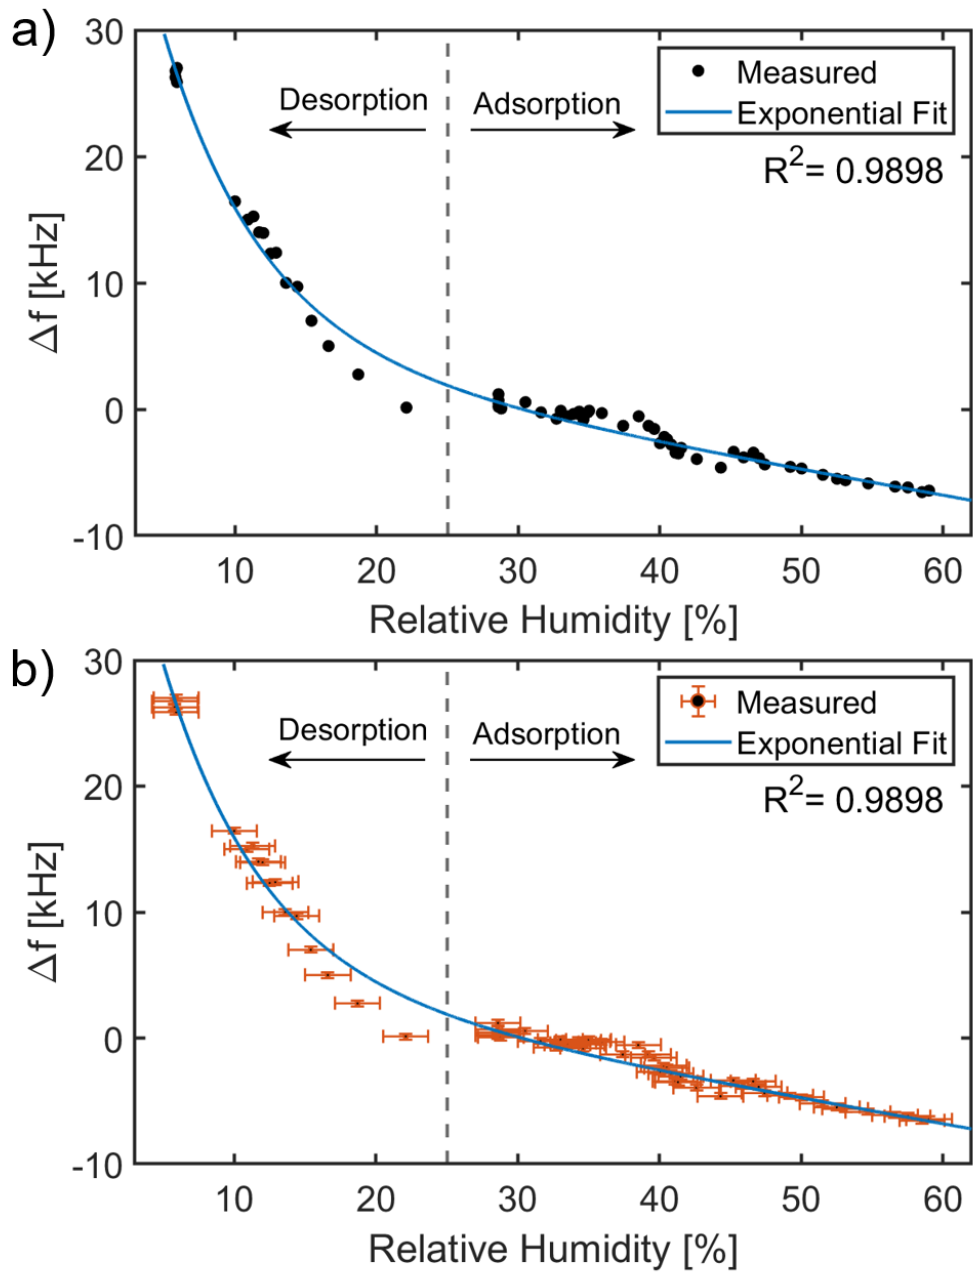 a)
30
20
10
0
-10
Δf [kHz]
Desorption
Adsorption
Measured
Exponential Fit
R²= 0.9898
10 20 30 40 50 60
Relative Humidity [%]
b)
30
20
10
0
-10
Δf [kHz]
Desorption
Adsorption
Measured
Exponential Fit
R²= 0.9898
10 20 30 40 50 60
Relative Humidity [%]